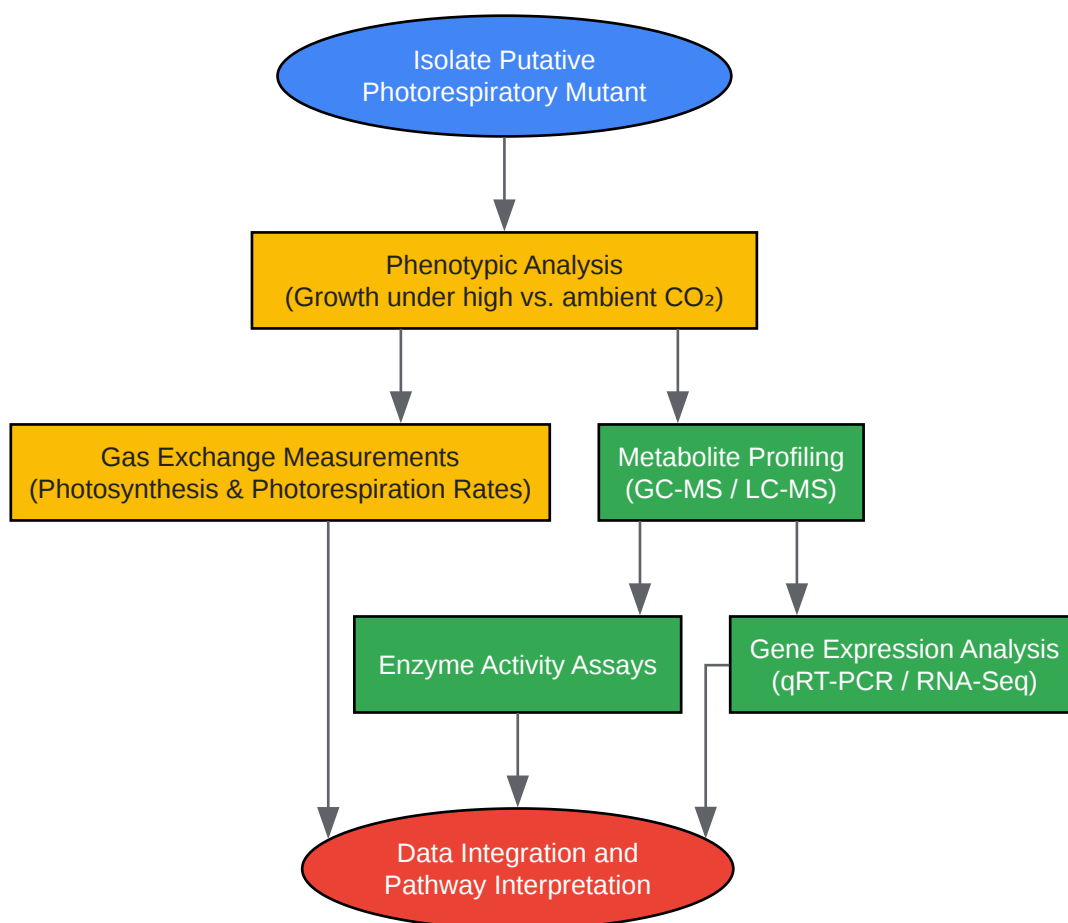 Isolate Putative
Photorespiratory Mutant
Phenotypic Analysis
(Growth under high vs. ambient CO₂)
Gas Exchange Measurements
(Photosynthesis & Photorespiration Rates)
Metabolite Profiling
(GC-MS / LC-MS)
Enzyme Activity Assays
Gene Expression Analysis
(qRT-PCR / RNA-Seq)
Data Integration and
Pathway Interpretation